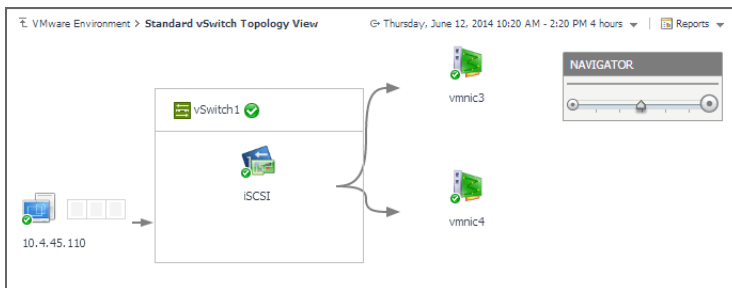 VMware Environment > Standard vSwitch Topology View
Thursday, June 12, 2014 10:20 AM - 2:20 PM 4 hours
Reports
NAVIGATOR
vmnic3
vSwitch1
iSCSI
vmnic4
10.4.45.110